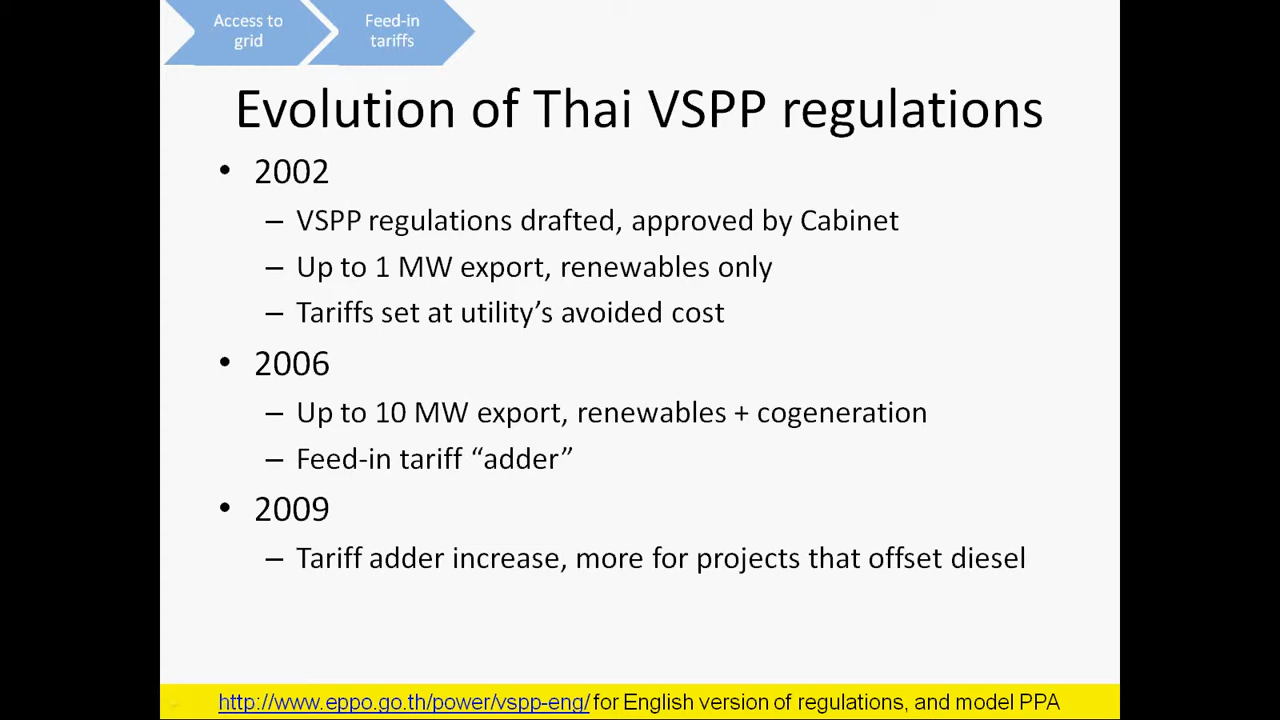 Access to
grid
Feed-in
tariffs
Evolution of Thai VSPP regulations
• 2002
– VSPP regulations drafted, approved by Cabinet
– Up to 1 MW export, renewables only
– Tariffs set at utility’s avoided cost
• 2006
– Up to 10 MW export, renewables + cogeneration
– Feed-in tariff “adder”
• 2009
– Tariff adder increase, more for projects that offset diesel
http://www.eppo.go.th/power/vspp-eng/ for English version of regulations, and model PPA